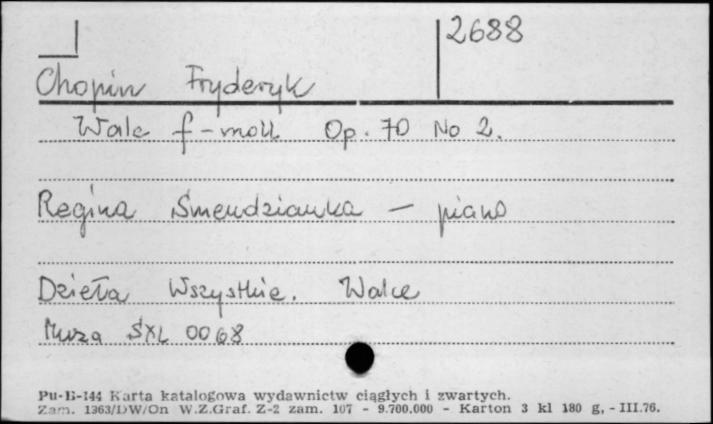 2688
Chopin Fryderyk
Walc f-moll Op. 70 No 2.
Regina Smendzianka - piano
Dzieła Wszystkie. Walce
Muza SXL 0068
Pu-B-144 Karta katalogowa wydawnictw ciągłych i zwartych.
Zam. 1363/DW/On W.Z.Graf. Z-2 zam. 107 - 9.700.000 - Karton 3 kl 180 g, - III.76.